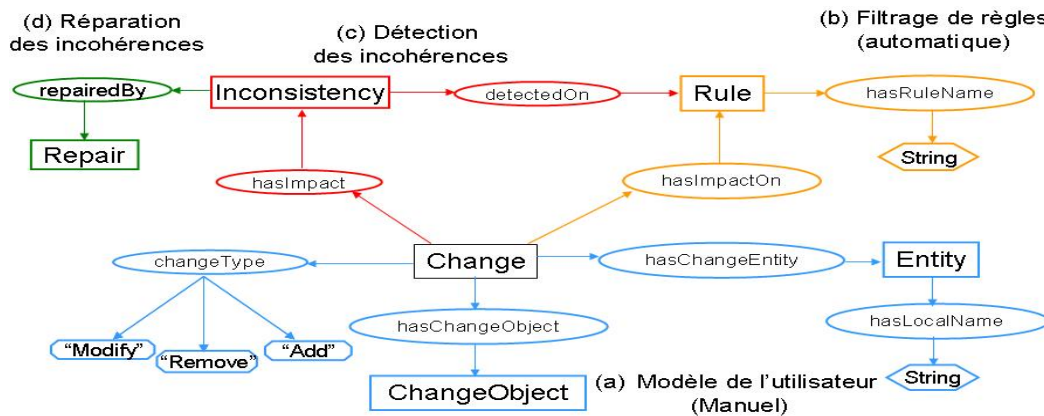 (d) Réparation
des incohérences
(c) Détection
des incohérences
(b) Filtrage de règles
(automatique)
repairedBy
Inconsistency
detectedOn
Rule
hasRuleName
Repair
String
hasImpact
hasImpactOn
changeType
Change
hasChangeEntity
Entity
hasChangeObject
hasLocalName
“Modify”
“Remove”
“Add”
ChangeObject
(a) Modèle de l’utilisateur
(Manuel)
String